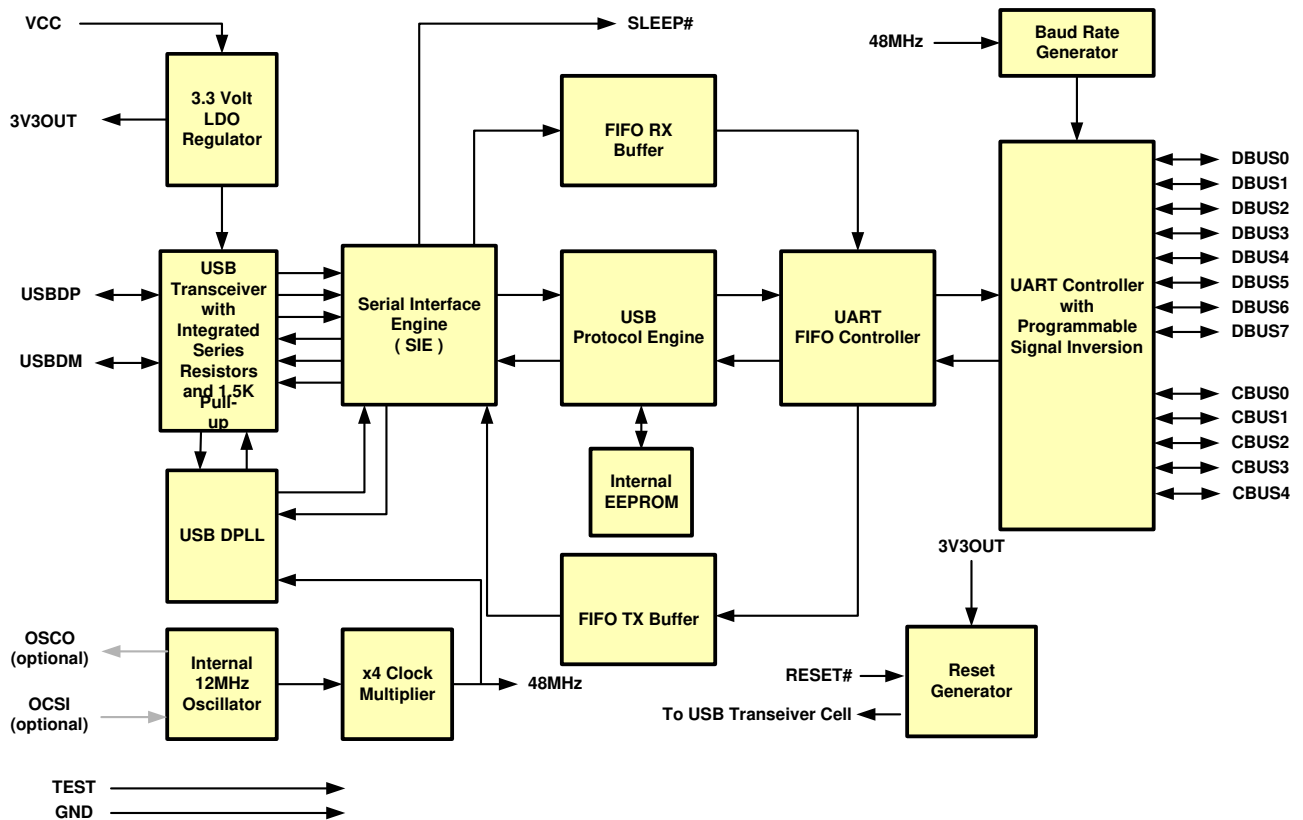 VCC
SLEEP#
48MHz
Baud Rate
Generator
3.3 Volt
LDO
Regulator
3V3OUT
FIFO RX
Buffer
DBUS0
DBUS1
DBUS2
DBUS3
DBUS4
DBUS5
DBUS6
DBUS7
USBDP
USBDM
USB
Transceiver
with
Integrated
Series
Resistors
and 1.5K
Pull-
up
Serial Interface
Engine
( SIE )
USB
Protocol Engine
UART
FIFO Controller
UART Controller
with
Programmable
Signal Inversion
CBUS0
CBUS1
CBUS2
CBUS3
CBUS4
USB DPLL
Internal
EEPROM
3V3OUT
FIFO TX Buffer
OSCO
(optional)
OCSI
(optional)
Internal
12MHz
Oscillator
x4 Clock
Multiplier
48MHz
RESET#
Reset
Generator
To USB Transeiver Cell
TEST
GND